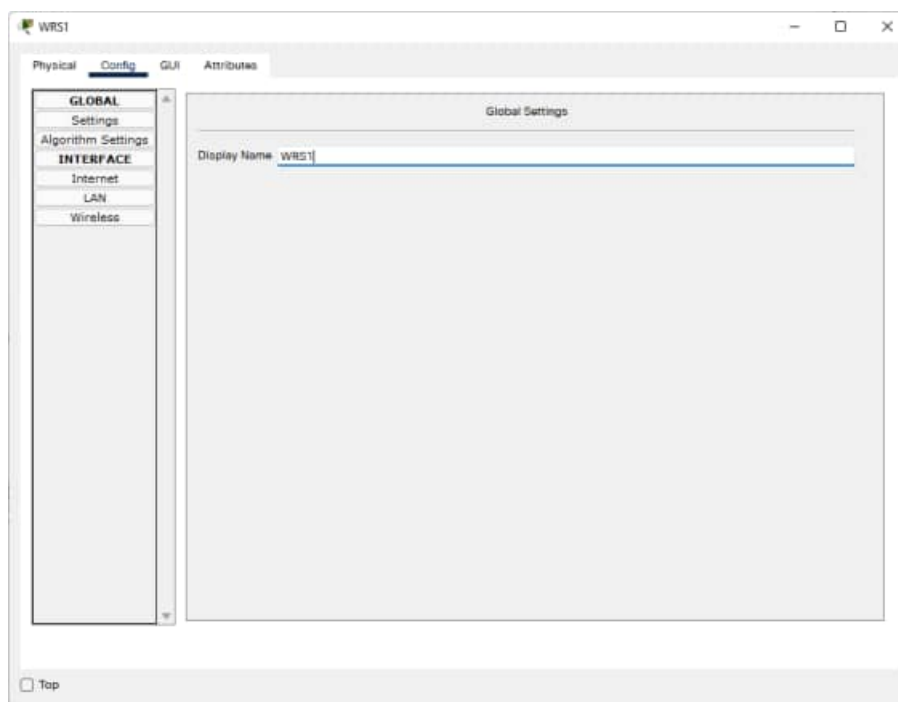 WRS1
Physical Config GUI Attributes
GLOBAL
Settings
Algorithm Settings
INTERFACE
Internet
LAN
Wireless
Global Settings
Display Name WRS1
Top